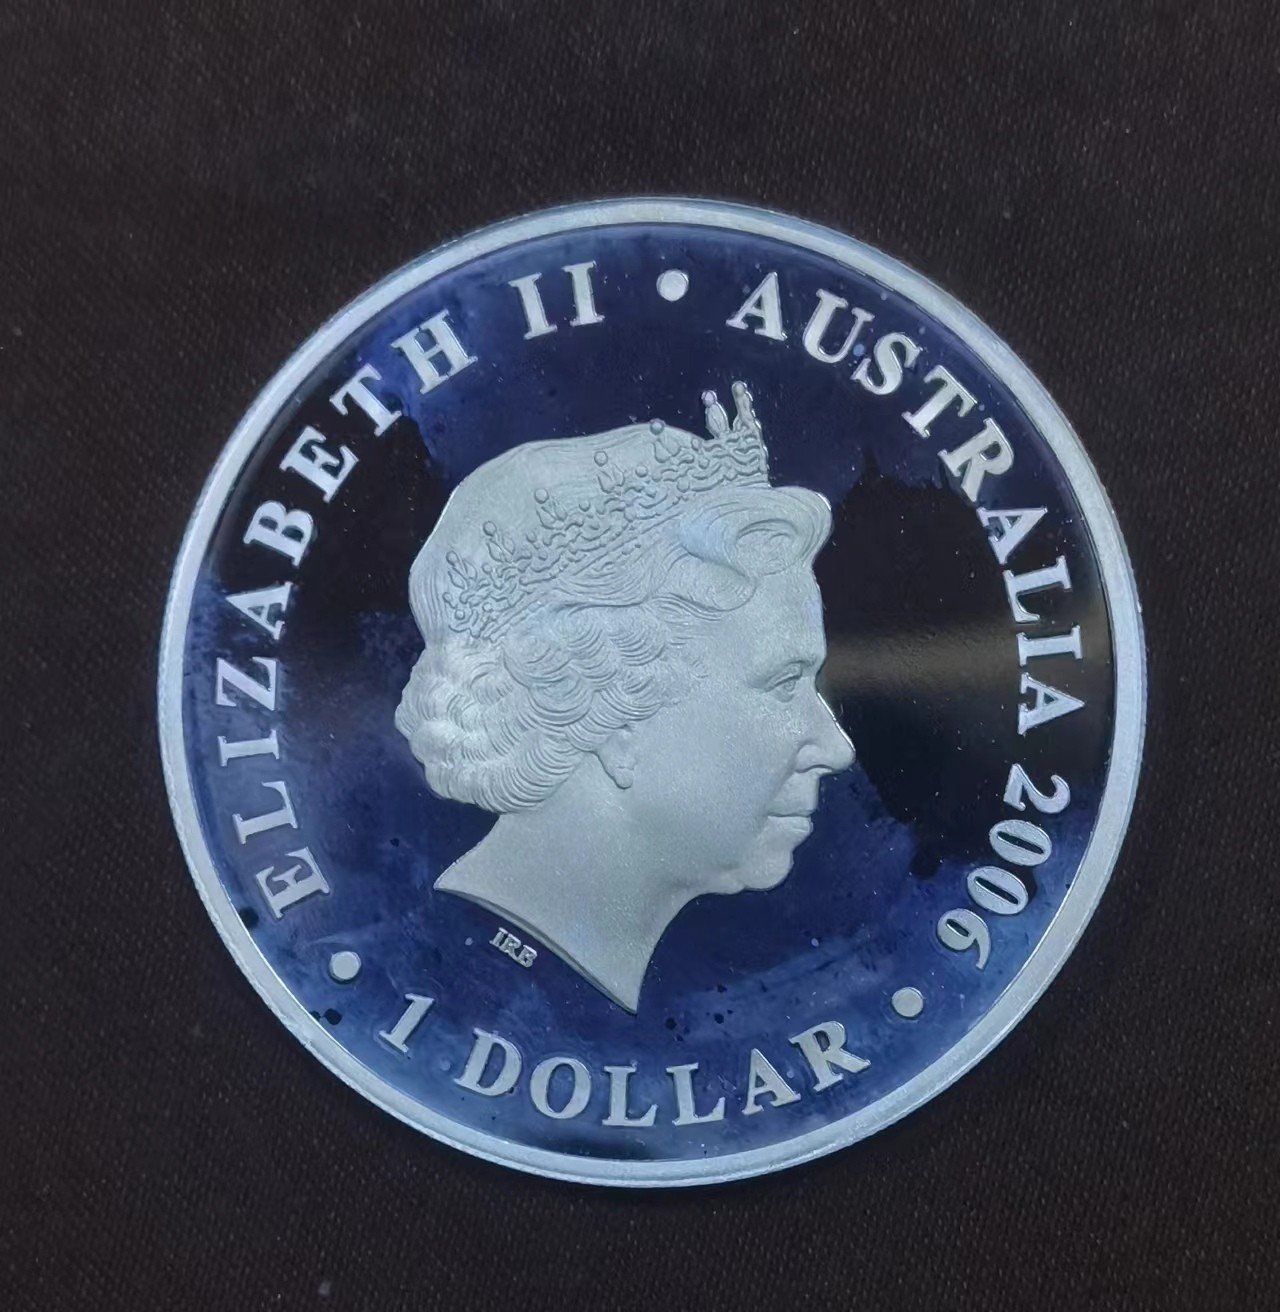 ELIZABETH II • AUSTRALIA 2006
• 1 DOLLAR •
IRB